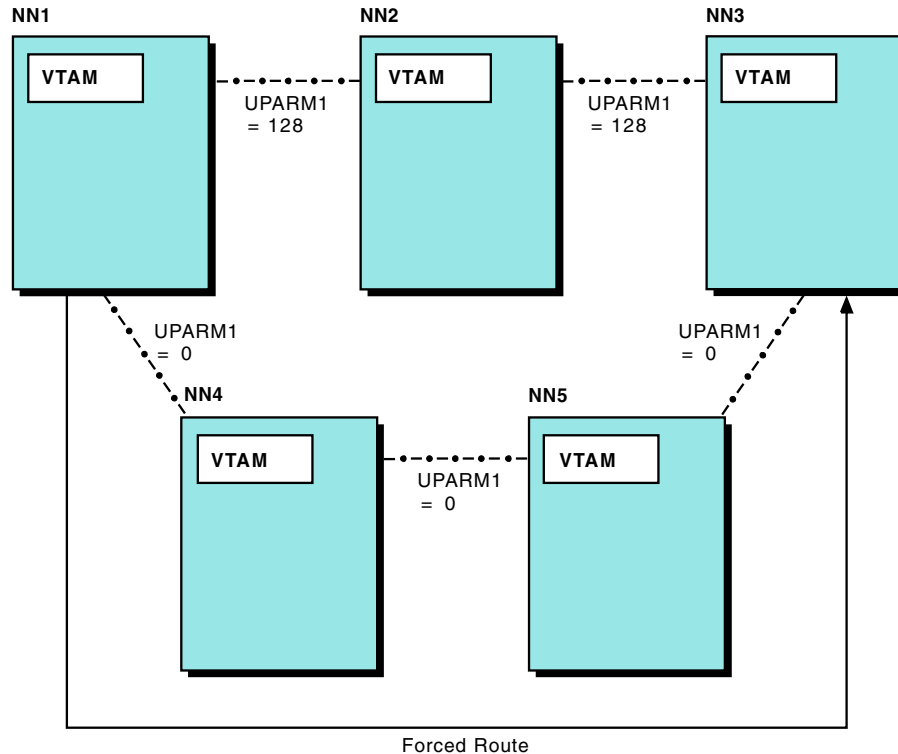 NN1
NN2
NN3
VTAM
VTAM
VTAM
UPARM1
= 128
UPARM1
= 128
UPARM1
= 0
UPARM1
= 0
NN4
NN5
VTAM
VTAM
UPARM1
= 0
Forced Route